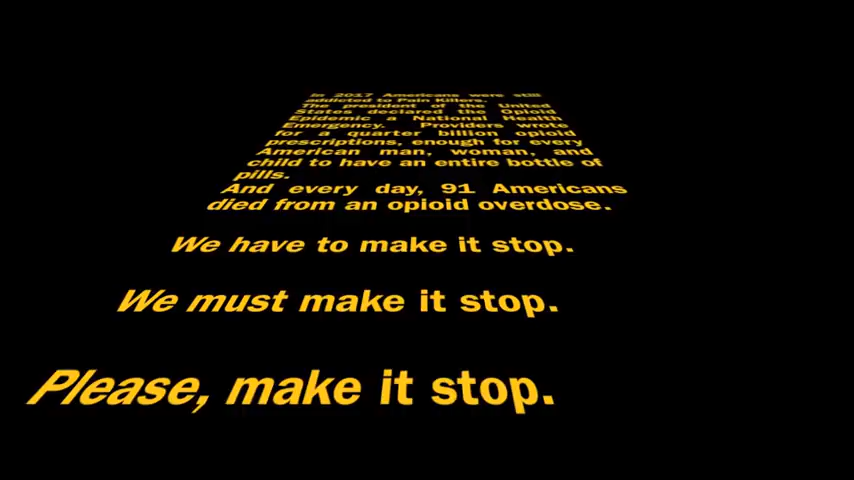 In 2017 Americans were still
addicted to Pain Killers.
The president of the United
States declared the Opioid
Epidemic a National Health
Emergency. Providers wrote
for a quarter billion opioid
prescriptions, enough for every
American man, woman, and
child to have an entire bottle of
pills.
And every day, 91 Americans
died from an opioid overdose.
We have to make it stop.
We must make it stop.
Please, make it stop.